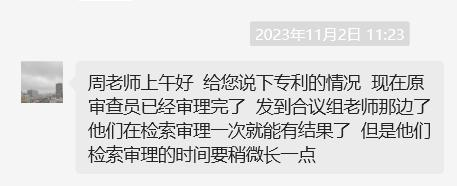 2023年11月2日 11:23
周老师上午好  给您说下专利的情况  现在原
审查员已经审理完了  发到合议组老师那边了
他们在检索审理一次就能有结果了  但是他们
检索审理的时间要稍微长一点